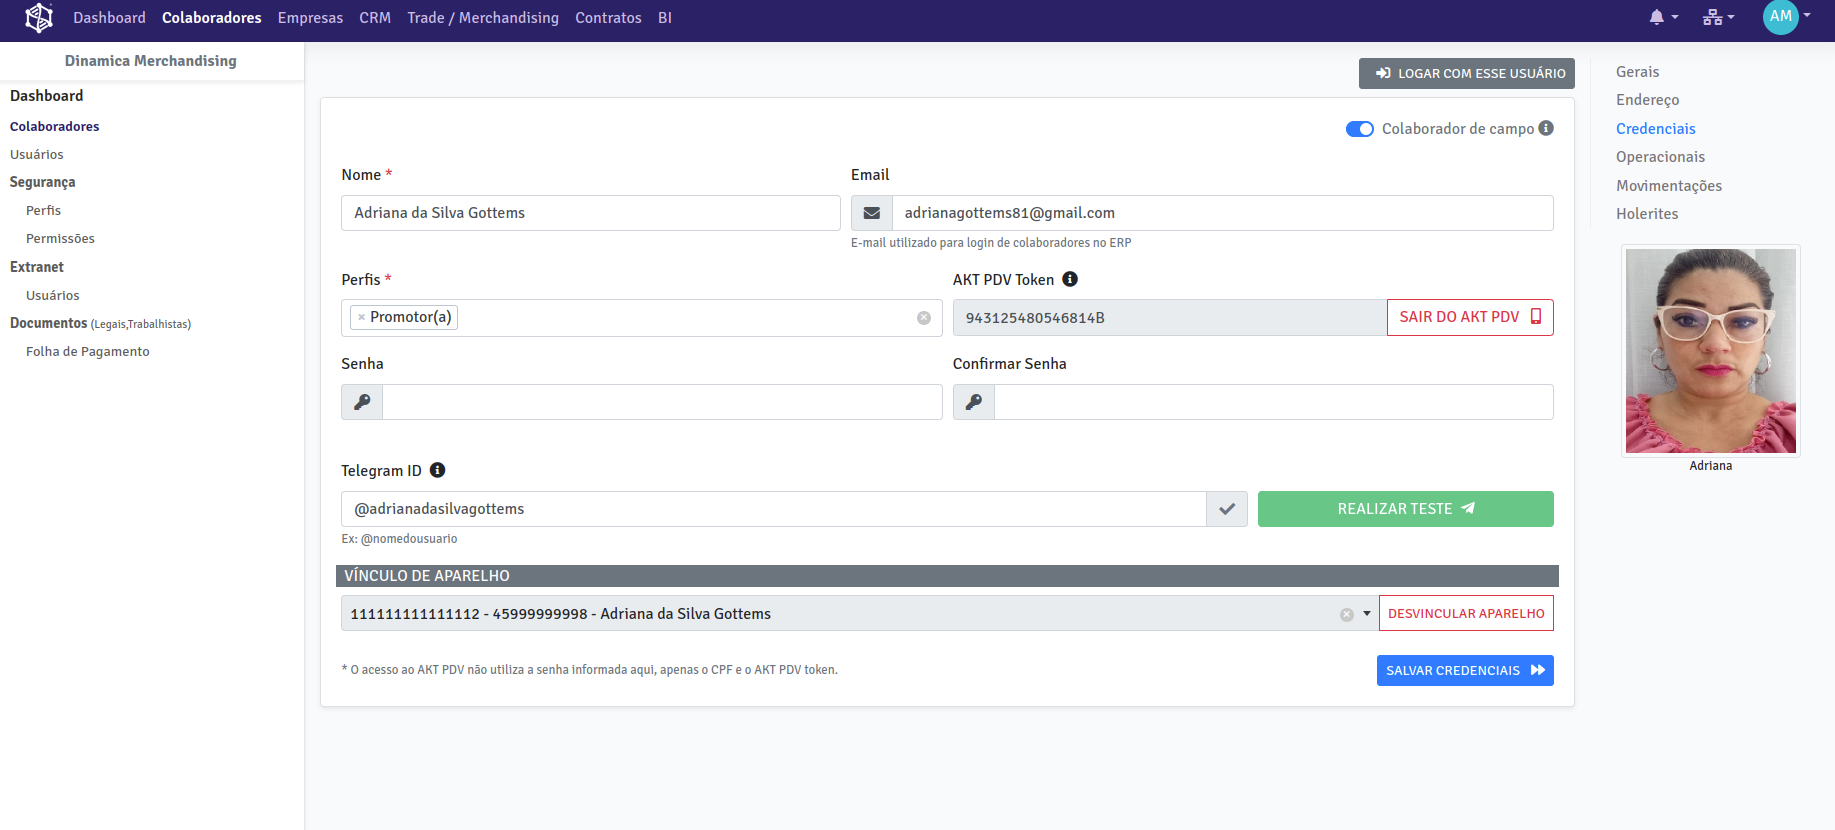 Dashboard Colaboradores Empresas CRM Trade / Merchandising Contratos BI AM
Dinamica Merchandising
Dashboard
Colaboradores
Usuários
Segurança
Perfis
Permissões
Extranet
Usuários
Documentos (Legais,Trabalhistas)
Folha de Pagamento
LOGAR COM ESSE USUÁRIO
Colaborador de campo
Nome * Email
Adriana da Silva Gottems adrianagottems81@gmail.com
E-mail utilizado para login de colaboradores no ERP
Perfis * AKT PDV Token
× Promotor(a) 943125480546814B SAIR DO AKT PDV
Senha Confirmar Senha
Telegram ID
@adrianadasilvagottems REALIZAR TESTE
Ex: @nomedousuario
VÍNCULO DE APARELHO
111111111111112 - 45999999998 - Adriana da Silva Gottems DESVINCULAR APARELHO
* O acesso ao AKT PDV não utiliza a senha informada aqui, apenas o CPF e o AKT PDV token. SALVAR CREDENCIAIS
Gerais
Endereço
Credenciais
Operacionais
Movimentações
Holerites
Adriana